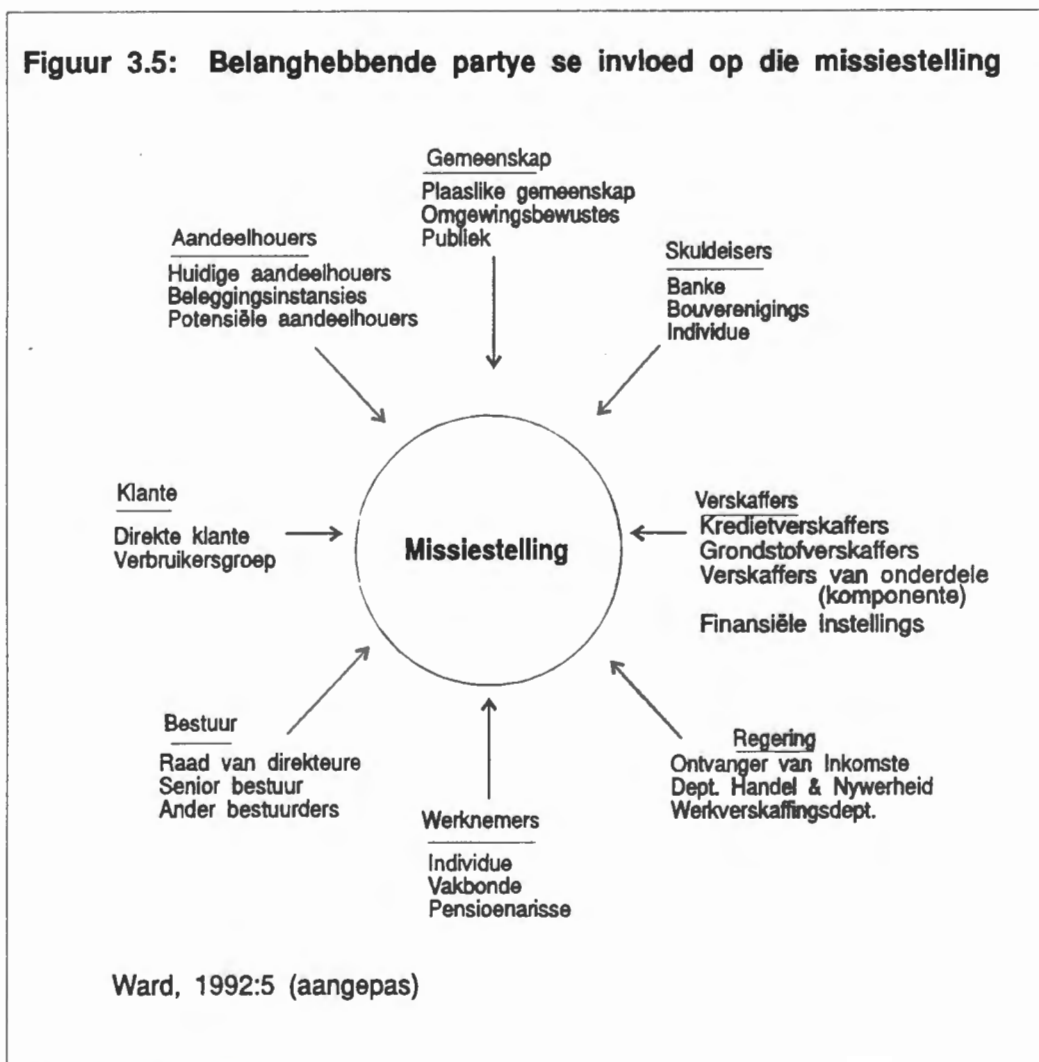 Figuur 3.5: Belanghebbende partye se invloed op die missiestelling
Gemeenskap
Plaaslike gemeenskap
Omgewingsbewustes
Publiek
Aandeelhouers
Huidige aandeelhouers
Beleggingsinstansies
Potensiële aandeelhouers
Skuldeisers
Banke
Bouverenigings
Individue
Klante
Direkte klante
Verbruikersgroep
Missiestelling
Verskaffers
Kredietverskaffers
Grondstofverskaffers
Verskaffers van onderdele
(komponente)
Finansiële instellings
Bestuur
Raad van direkteure
Senior bestuur
Ander bestuurders
Werknemers
Individue
Vakbonde
Pensioenarisse
Regering
Ontvanger van Inkomste
Dept. Handel & Nywerheid
Werkverskaffingsdept.
Ward, 1992:5 (aangepas)